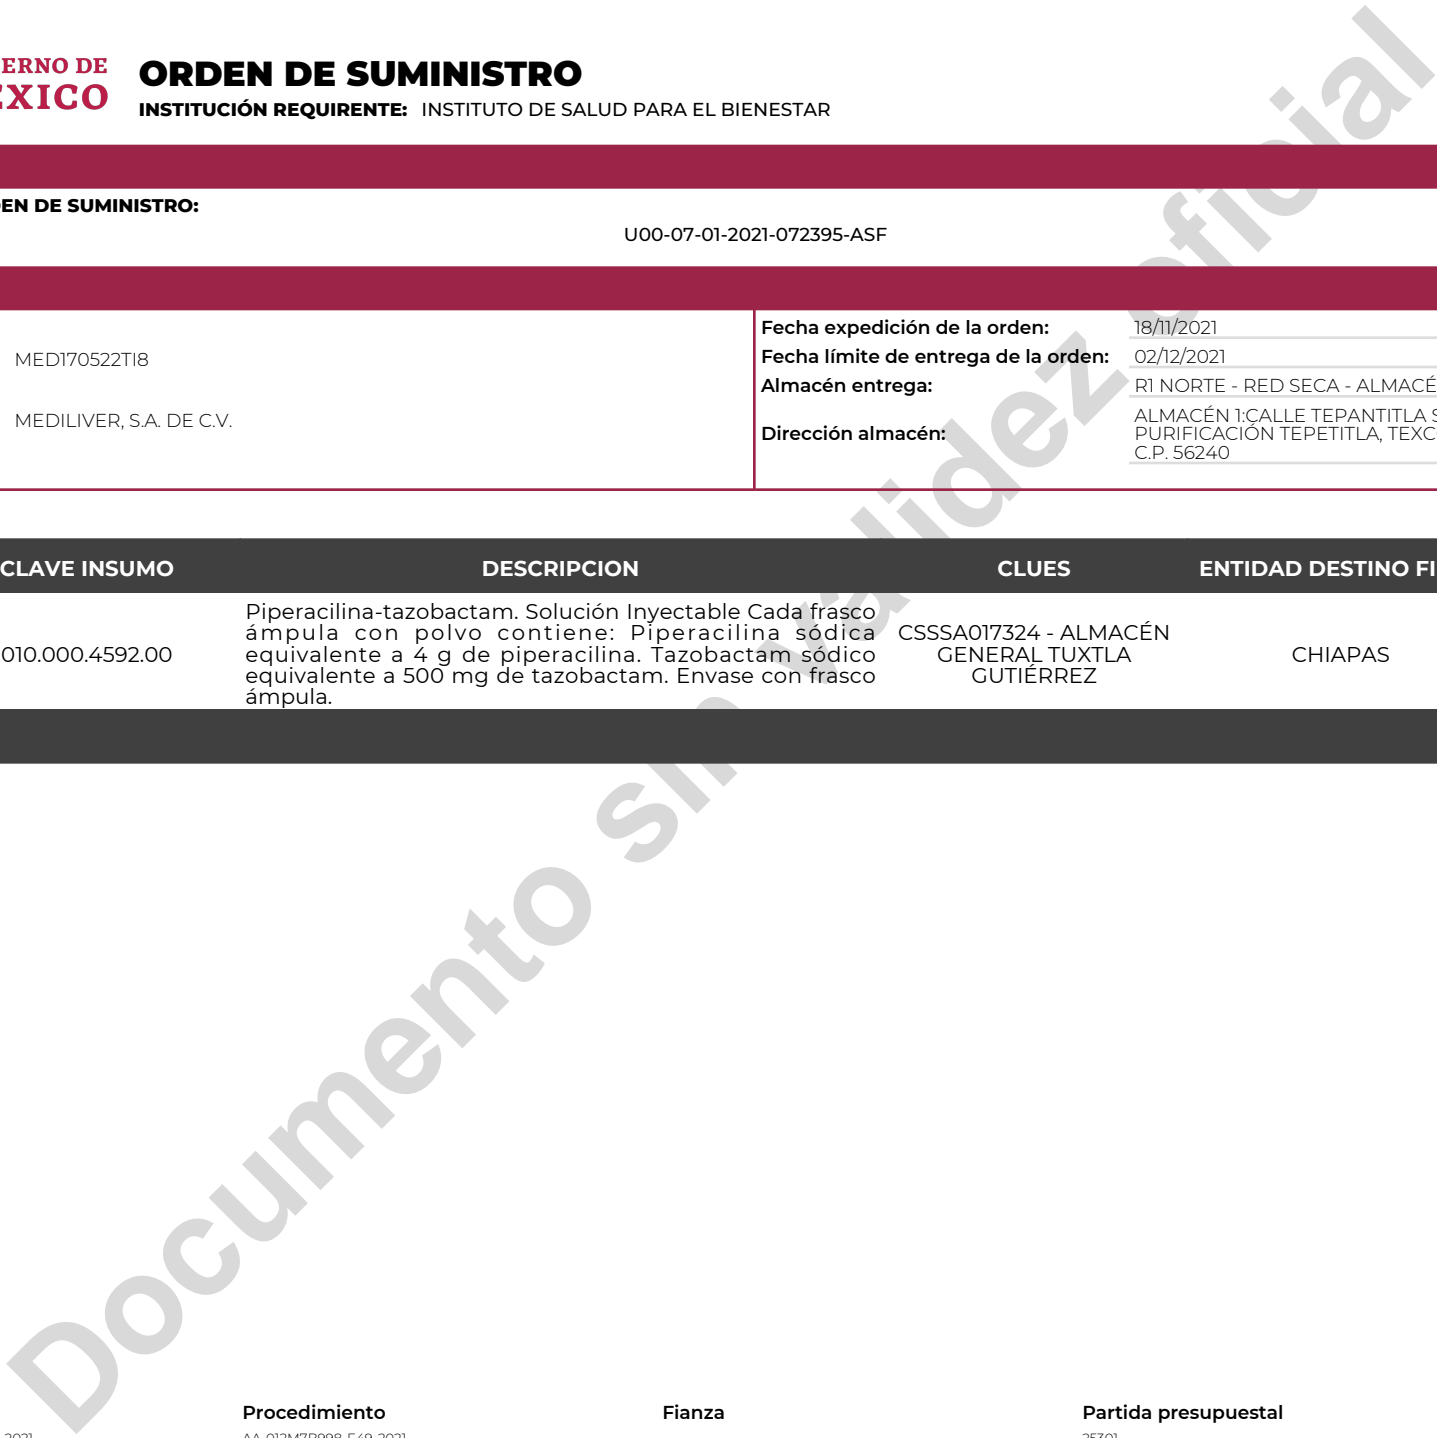 ERNO DE
EXICO
ORDEN DE SUMINISTRO
INSTITUCIÓN REQUIRENTE: INSTITUTO DE SALUD PARA EL BIENESTAR
EN DE SUMINISTRO:
U00-07-01-2021-072395-ASF
MED170522TI8
MEDILIVER, S.A. DE C.V.
Fecha expedición de la orden: 18/11/2021
Fecha límite de entrega de la orden: 02/12/2021
Almacén entrega: R1 NORTE - RED SECA - ALMACÉ
Dirección almacén:
ALMACÉN 1:CALLE TEPANTITLA S
PURIFICACIÓN TEPETITLA, TEXC
C.P. 56240
CLAVE INSUMO DESCRIPCION CLUES ENTIDAD DESTINO FI
010.000.4592.00
Piperacilina-tazobactam. Solución Inyectable Cada frasco
ámpula con polvo contiene: Piperacilina sódica
equivalente a 4 g de piperacilina. Tazobactam sódico
equivalente a 500 mg de tazobactam. Envase con frasco
ámpula.
CSSSA017324 - ALMACÉN
GENERAL TUXTLA
GUTIÉRREZ
CHIAPAS
Documento sin validez oficial
Procedimiento Fianza Partida presupuestal